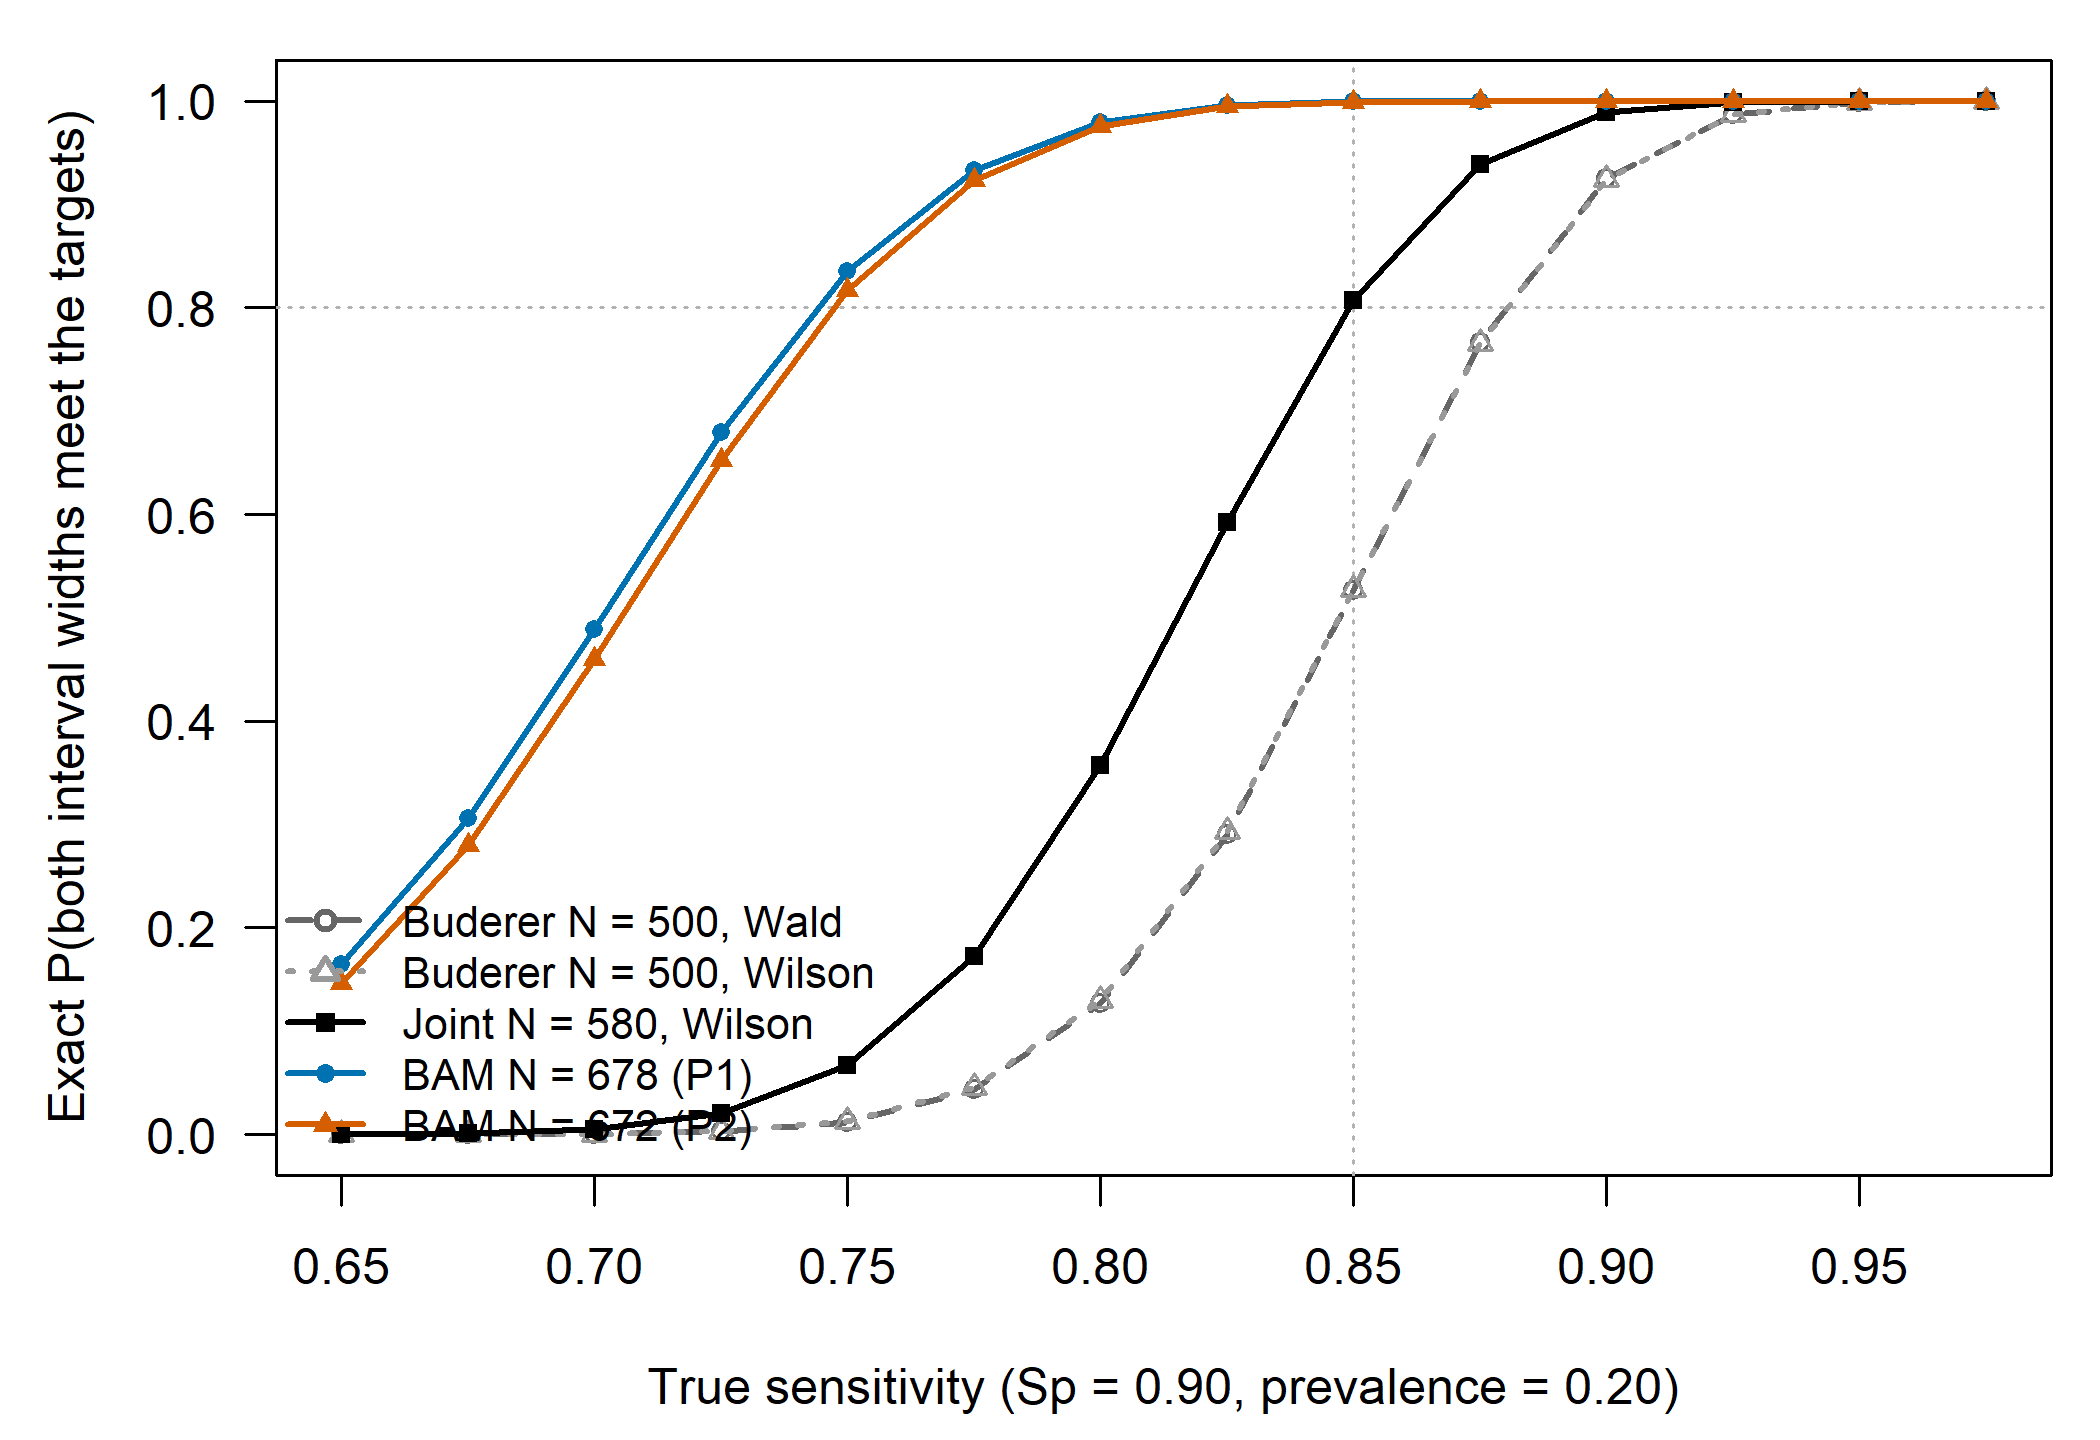 Exact P(both interval widths meet the targets)
1.0
0.8
0.6
0.4
0.2
0.0
Buderer N = 500, Wald
Buderer N = 500, Wilson
Joint N = 580, Wilson
BAM N = 678 (P1)
BAM N = 672 (P2)
0.65 0.70 0.75 0.80 0.85 0.90 0.95
True sensitivity (Sp = 0.90, prevalence = 0.20)